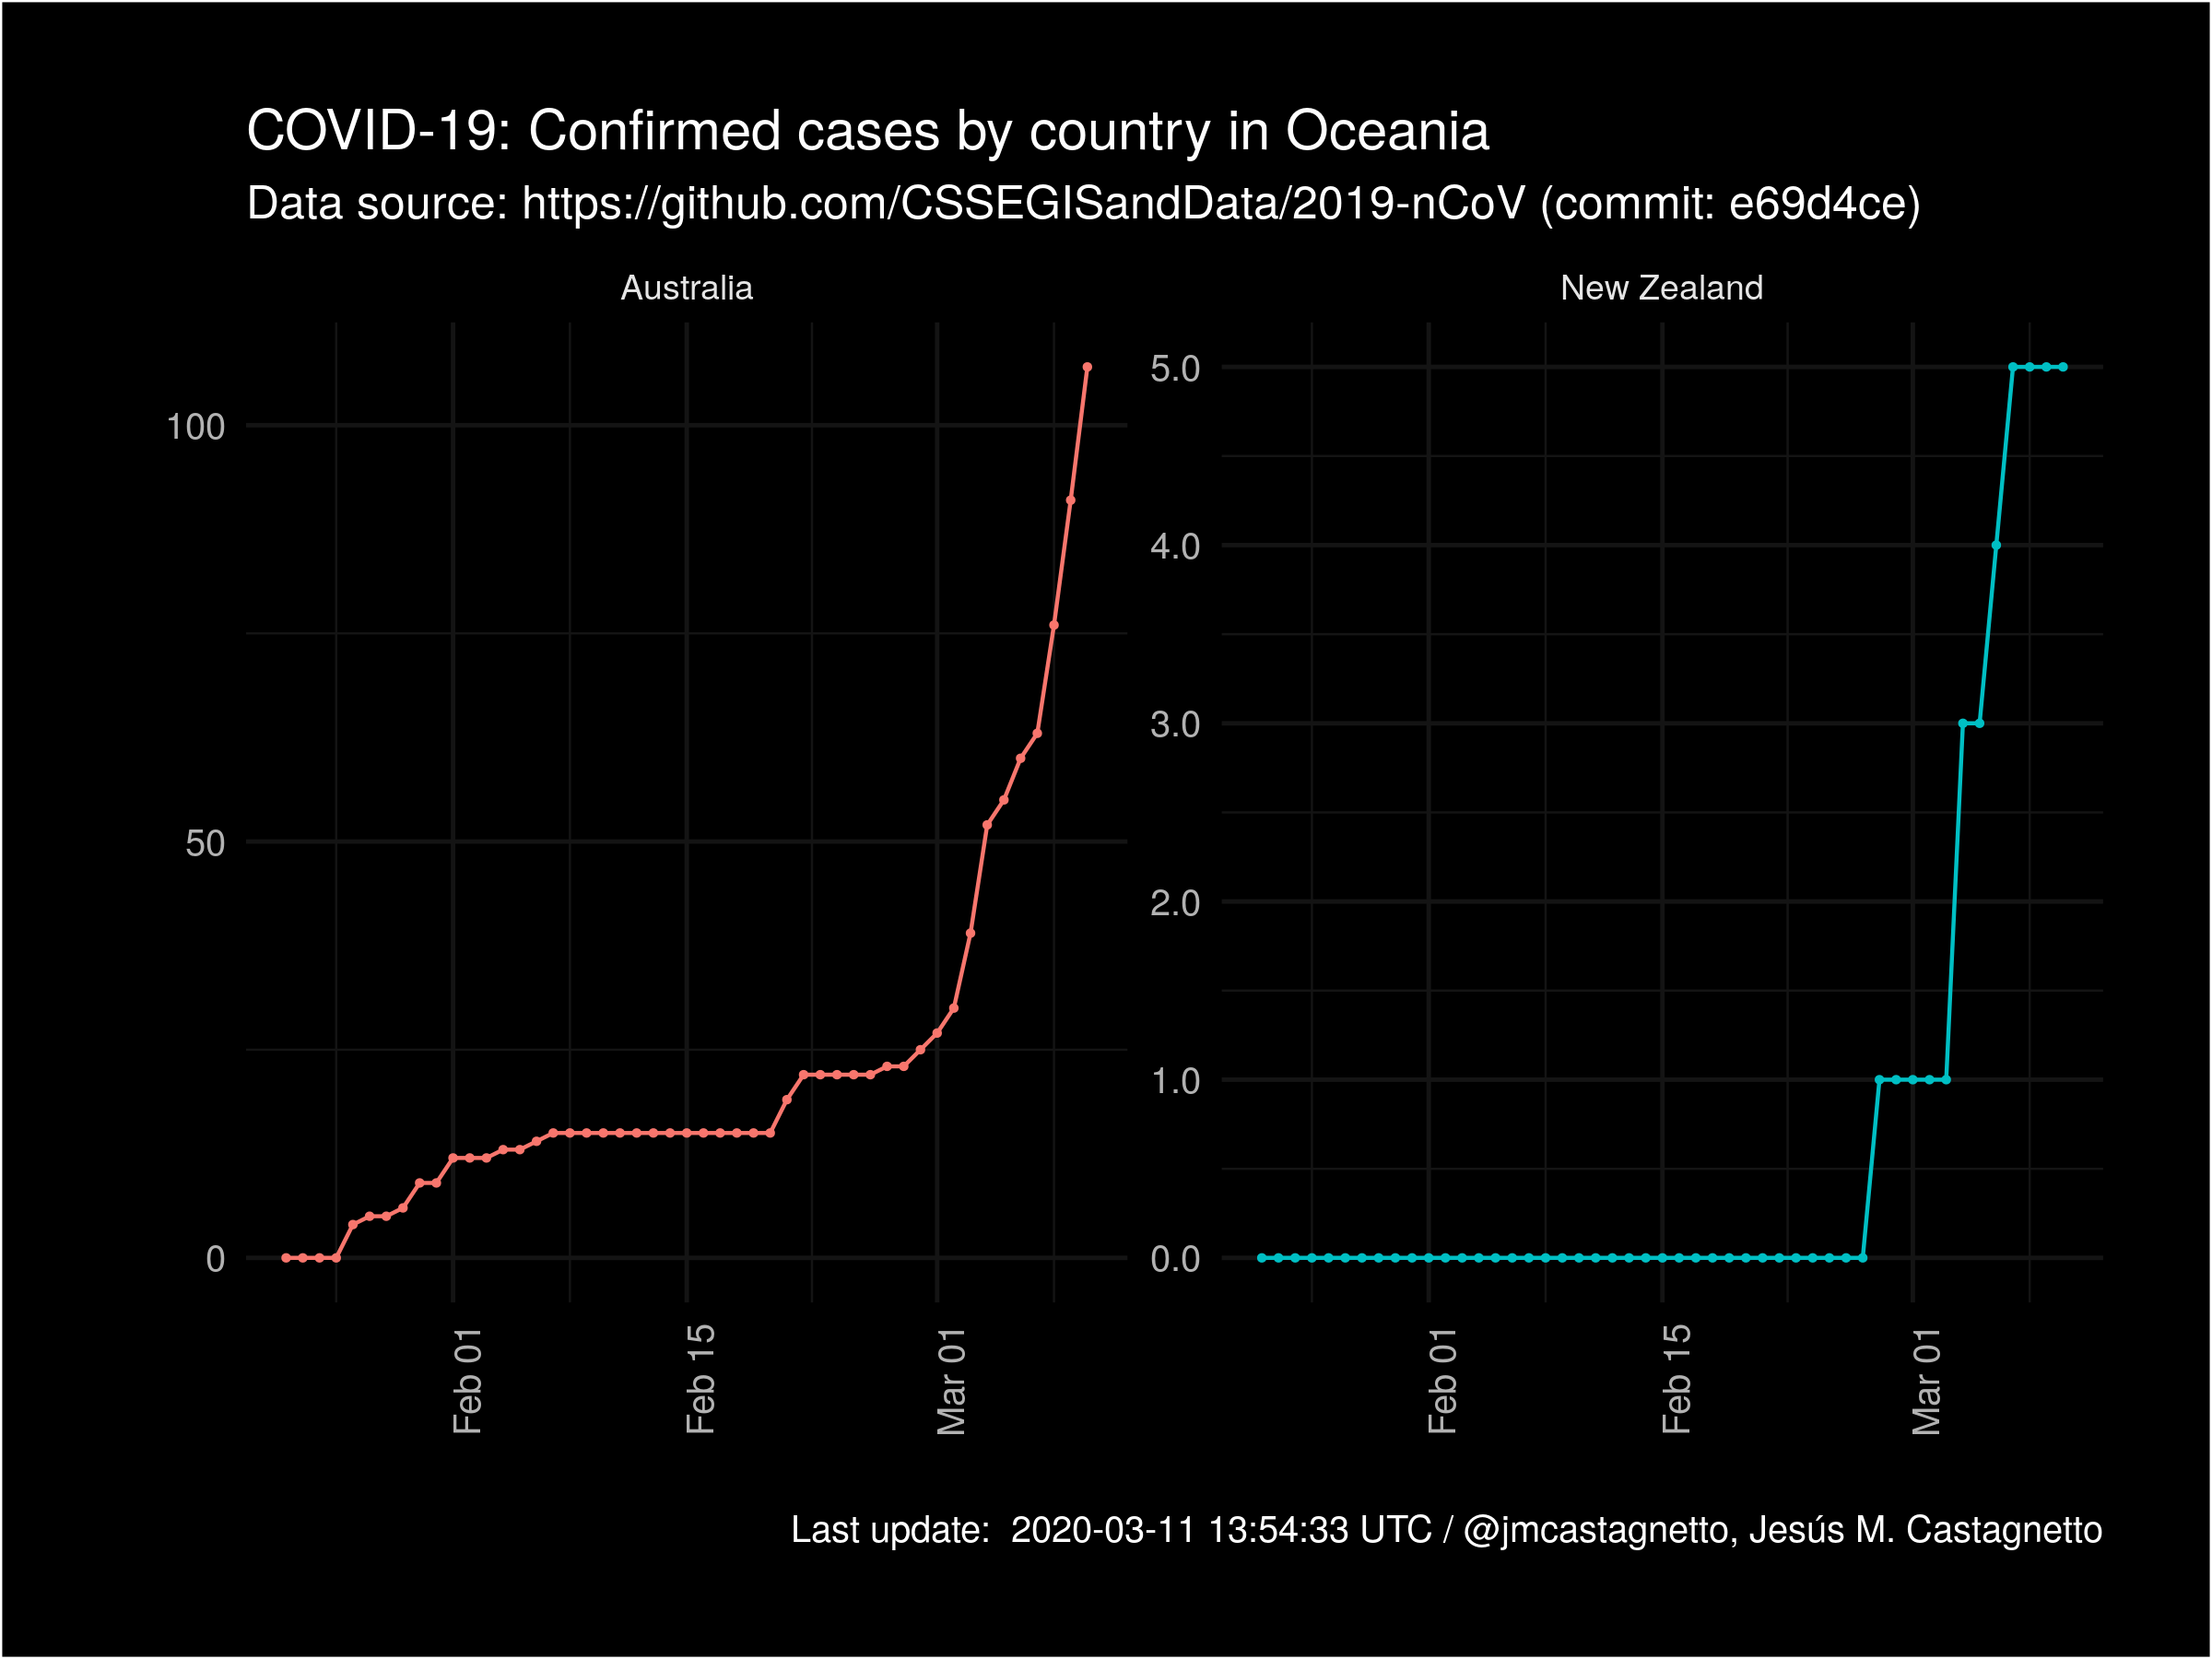 COVID-19: Confirmed cases by country in Oceania
Data source: https://github.com/CSSEGISandData/2019-nCoV (commit: e69d4ce)
Australia
New Zealand
100
50
0
Feb 01
Feb 15
Mar 01
5.0
4.0
3.0
2.0
1.0
0.0
Feb 01
Feb 15
Mar 01
Last update:  2020-03-11 13:54:33 UTC / @jmcastagnetto, Jesús M. Castagnetto